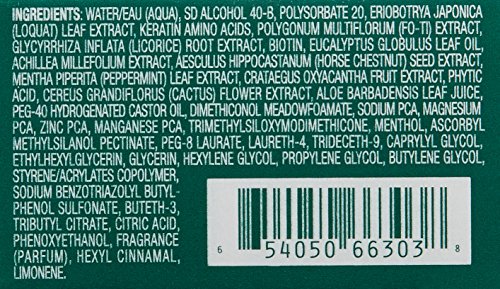 INGREDIENTS: WATER/EAU (AQUA), SD ALCOHOL 40-B, POLYSORBATE 20, ERIOBOTRYA JAPONICA
(LOQUAT) LEAF EXTRACT, KERATIN AMINO ACIDS, POLYGONUM MULTIFLORUM (FO-TI) EXTRACT,
GLYCYRRHIZA INFLATA (LICORICE) ROOT EXTRACT, BIOTIN, EUCALYPTUS GLOBULUS LEAF OIL,
ACHILLEA MILLEFOLIUM EXTRACT, AESCULUS HIPPOCASTANUM (HORSE CHESTNUT) SEED EXTRACT,
MENTHA PIPERITA (PEPPERMINT) LEAF EXTRACT, CRATAEGUS OXYACANTHA FRUIT EXTRACT, PHYTIC
ACID, CEREUS GRANDIFLORUS (CACTUS) FLOWER EXTRACT, ALOE BARBADENSIS LEAF JUICE,
PEG-40 HYDROGENATED CASTOR OIL, DIMETHICONOL MEADOWFOAMATE, SODIUM PCA, MAGNESIUM
PCA, ZINC PCA, MANGANESE PCA, TRIMETHYLSILOXYMODIMETHICONE, MENTHOL, ASCORBYL
METHYLSILANOL PECTINATE, PEG-8 LAURATE, LAURETH-4, TRIDECETH-9, CAPRYLYL GLYCOL,
ETHYLHEXYLGLYCERIN, GLYCERIN, HEXYLENE GLYCOL, PROPYLENE GLYCOL, BUTYLENE GLYCOL,
STYRENE/ACRYLATES COPOLYMER,
SODIUM BENZOTRIAZOLYL BUTYL-
PHENOL SULFONATE, BUTETH-3,
TRIBUTYL CITRATE, CITRIC ACID,
PHENOXYETHANOL, FRAGRANCE
(PARFUM), HEXYL CINNAMAL,
LIMONENE.
6 54050 66303 8